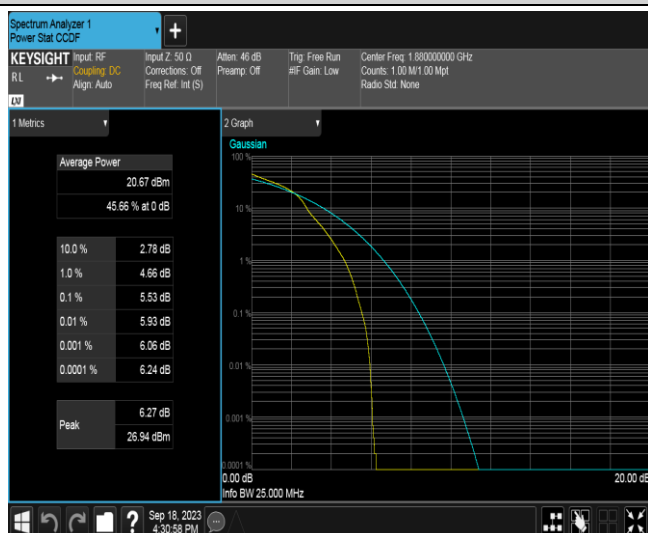 Spectrum Analyzer 1
Power Stat CCDF
+
KEYSIGHT
R L
LXI
Input: RF
Coupling: DC
Align: Auto
Input Z: 50 Ω
Corrections: Off
Freq Ref: Int (S)
Atten: 46 dB
Preamp: Off
Trig: Free Run
#IF Gain: Low
Center Freq: 1.880000000 GHz
Counts: 1.00 M/1.00 Mpt
Radio Std: None
1 Metrics
Average Power
20.67 dBm
45.66 % at 0 dB
10.0 % 2.78 dB
1.0 % 4.66 dB
0.1 % 5.53 dB
0.01 % 5.93 dB
0.001 % 6.06 dB
0.0001 % 6.24 dB
Peak
6.27 dB
26.94 dBm
2 Graph
Gaussian
100 %
10 %
1 %
0.1 %
0.01 %
0.001 %
0.0001 %
0.00 dB 20.00 dB
Info BW 25.000 MHz
?
Sep 18, 2023
4:30:58 PM